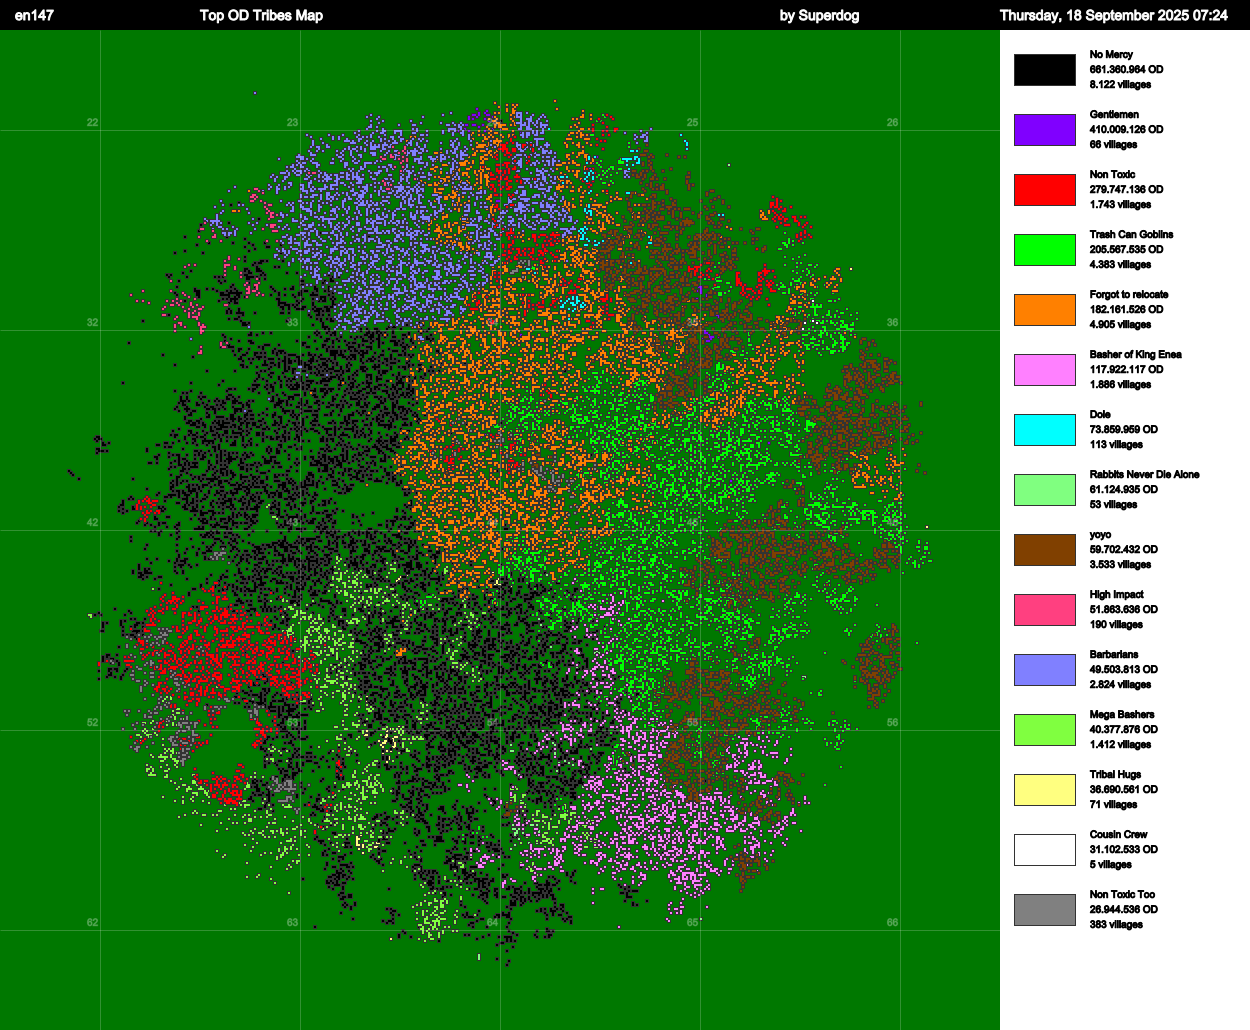 en147 Top OD Tribes Map by Superdog Thursday, 18 September 2025 07:24
No Mercy
661.360.964 OD
8.122 villages
Gentlemen
410.009.126 OD
66 villages
Non Toxic
279.747.136 OD
1.743 villages
Trash Can Goblins
205.567.535 OD
4.383 villages
Forgot to relocate
182.161.526 OD
4.905 villages
Basher of King Enea
117.922.117 OD
1.886 villages
Dole
73.859.959 OD
113 villages
Rabbits Never Die Alone
61.124.935 OD
53 villages
yoyo
59.702.432 OD
3.533 villages
High Impact
51.863.636 OD
190 villages
Barbarians
49.503.813 OD
2.824 villages
Mega Bashers
40.377.876 OD
1.412 villages
Tribal Hugs
36.690.561 OD
71 villages
Cousin Crew
31.102.533 OD
5 villages
Non Toxic Too
26.944.536 OD
383 villages
22 23 25 26
32 33 35 36
42 43
52 53 54 55 56
62 63 64 65 66